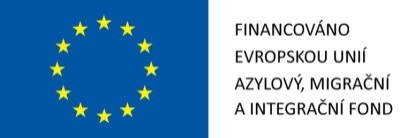 FINANCOVÁNO
EVROPSKOU UNIÍ
AZYLOVÝ, MIGRAČNÍ
A INTEGRAČNÍ FOND